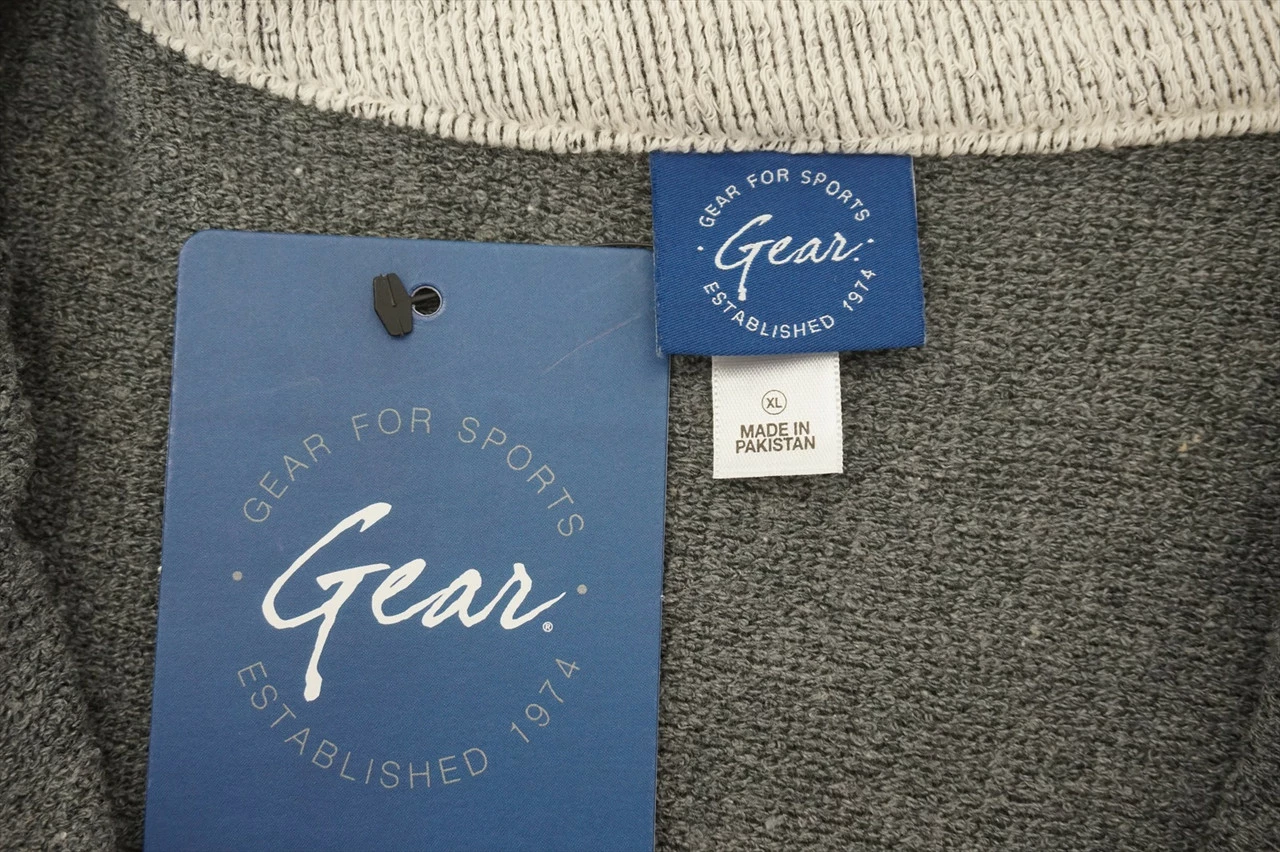 GEAR FOR SPORTS
Gear.
ESTABLISHED 1974
XL
MADE IN
PAKISTAN
GEAR FOR SPORTS
Gear.®
ESTABLISHED 1974